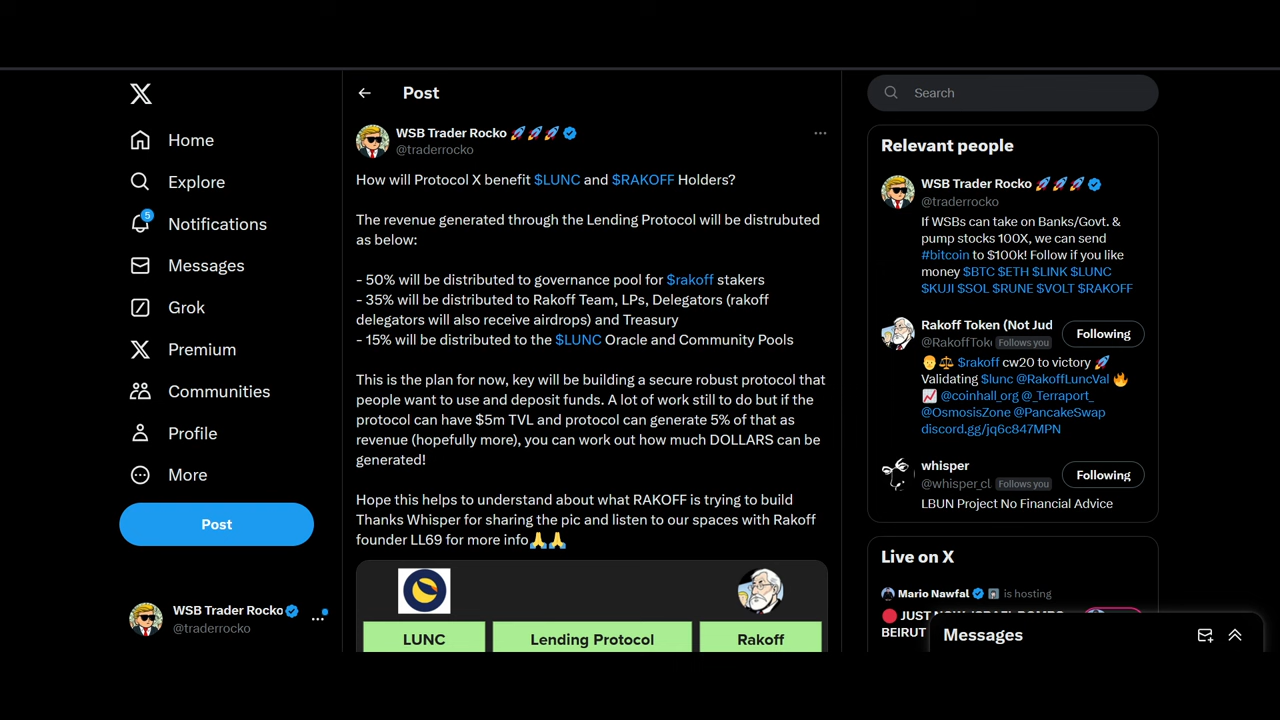 Home
Explore
5
Notifications
Messages
Grok
Premium
Communities
Profile
More
Post
WSB Trader Rocko 🚀🚀🚀
@traderrocko
Post
WSB Trader Rocko 🚀🚀🚀
@traderrocko
How will Protocol X benefit $LUNC and $RAKOFF Holders?
The revenue generated through the Lending Protocol will be distrubuted
as below:
- 50% will be distributed to governance pool for $rakoff stakers
- 35% will be distributed to Rakoff Team, LPs, Delegators (rakoff
delegators will also receive airdrops) and Treasury
- 15% will be distributed to the $LUNC Oracle and Community Pools
This is the plan for now, key will be building a secure robust protocol that
people want to use and deposit funds. A lot of work still to do but if the
protocol can have $5m TVL and protocol can generate 5% of that as
revenue (hopefully more), you can work out how much DOLLARS can be
generated!
Hope this helps to understand about what RAKOFF is trying to build
Thanks Whisper for sharing the pic and listen to our spaces with Rakoff
founder LL69 for more info🙏🙏
LUNC Lending Protocol Rakoff
Search
Relevant people
WSB Trader Rocko 🚀🚀🚀
@traderrocko
If WSBs can take on Banks/Govt. &
pump stocks 100X, we can send
#bitcoin to $100k! Follow if you like
money $BTC $ETH $LINK $LUNC
$KUJI $SOL $RUNE $VOLT $RAKOFF
Rakoff Token (Not Jud
@RakoffToke Follows you
Following
$rakoff cw20 to victory 🚀
Validating $lunc @RakoffLuncVal 🔥
📈 @coinhall_org @_Terraport_
@OsmosisZone @PancakeSwap
discord.gg/jq6c847MPN
whisper
@whisper_cl Follows you
Following
LBUN Project No Financial Advice
Live on X
Mario Nawfal is hosting
JUST NOW: ISRAEL BOMBS
BEIRUT
Messages